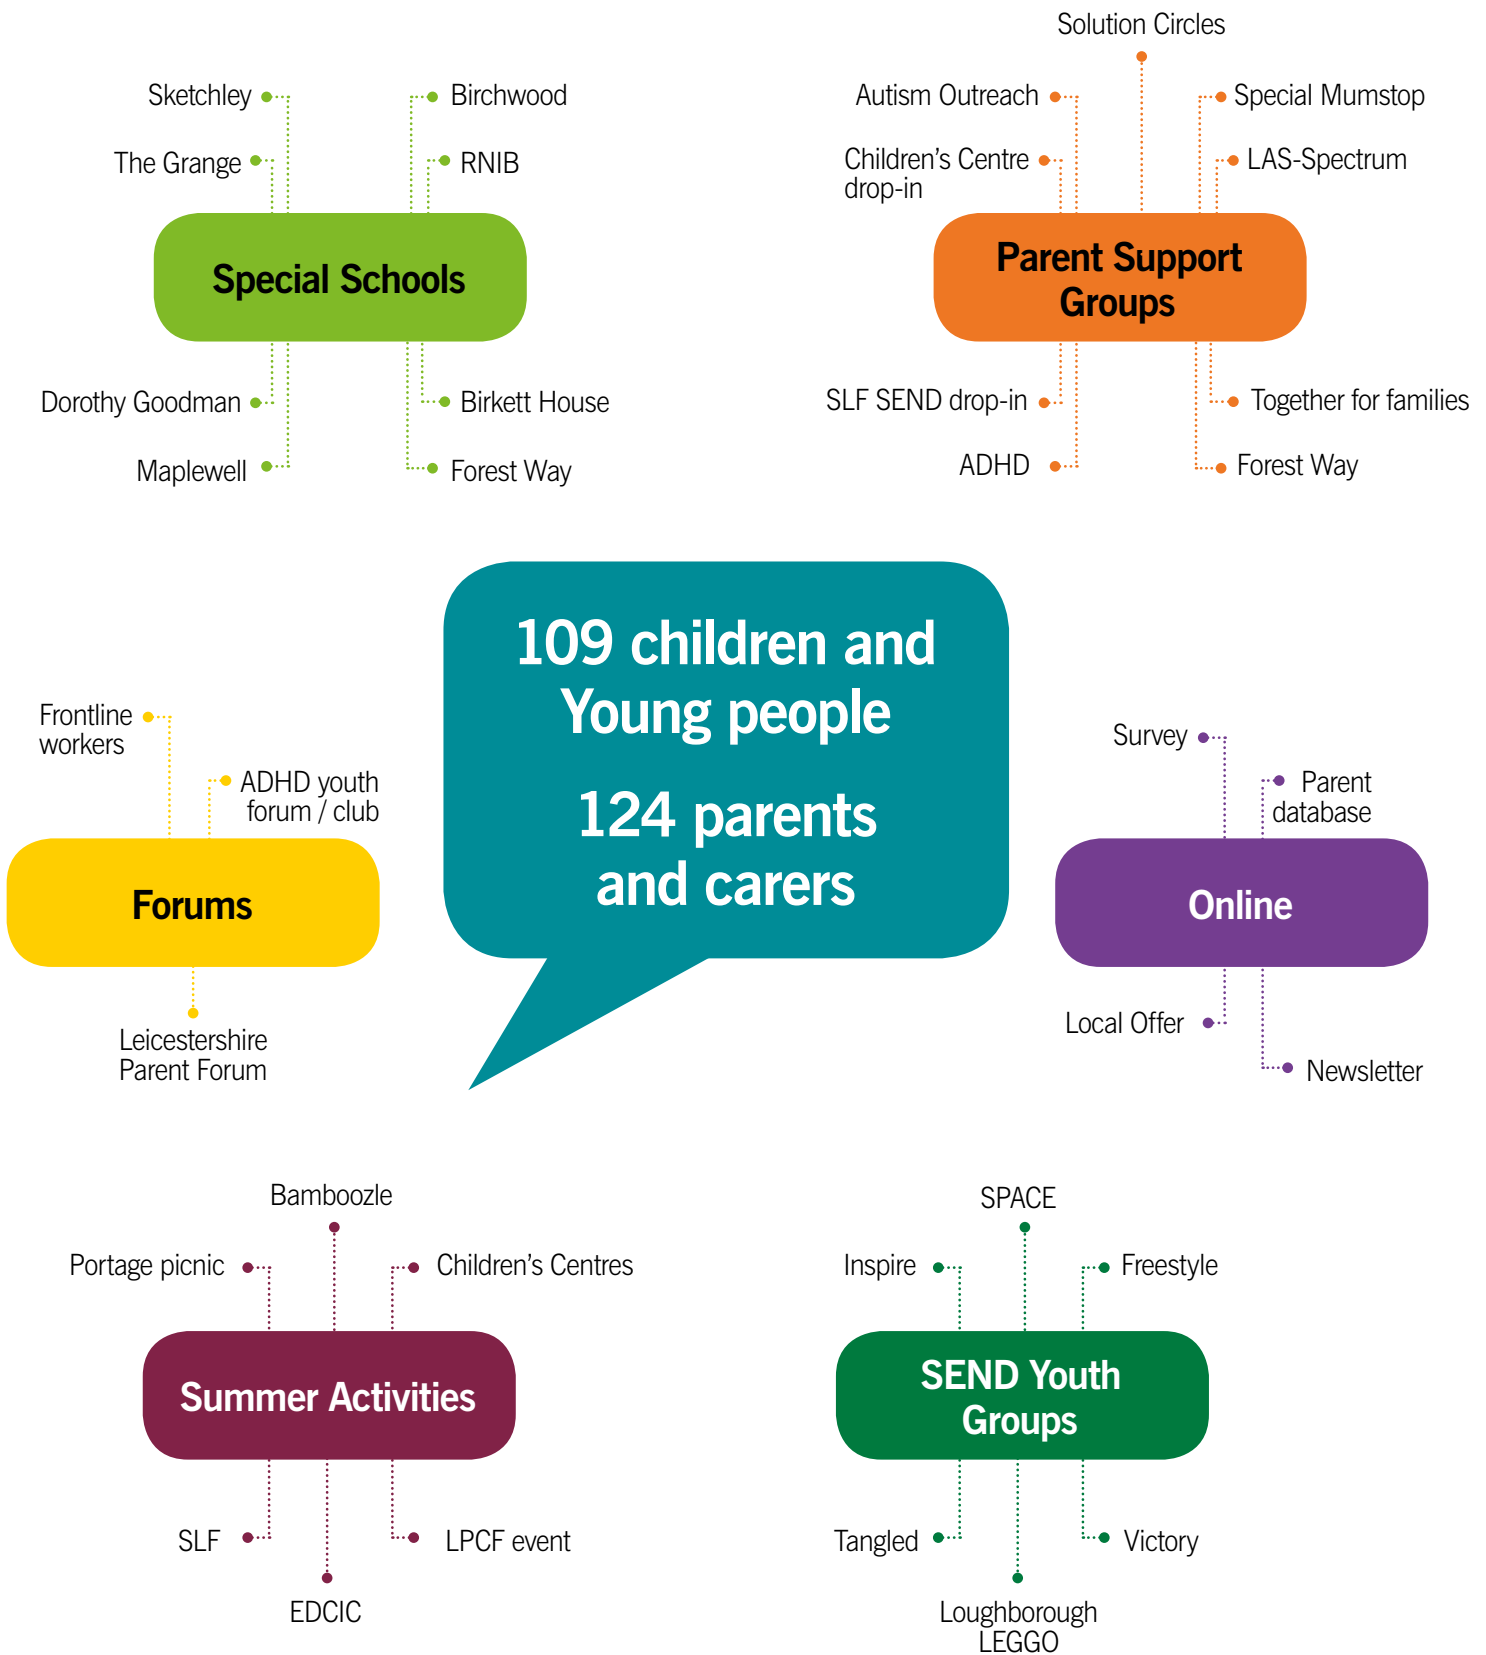 Sketchley
Birchwood
The Grange
RNIB
Special Schools
Dorothy Goodman
Birkett House
Maplewell
Forest Way
Solution Circles
Autism Outreach
Special Mumstop
Children’s Centre
drop-in
LAS-Spectrum
Parent Support
Groups
SLF SEND drop-in
Together for families
ADHD
Forest Way
109 children and
Young people
124 parents
and carers
Frontline
workers
ADHD youth
forum / club
Forums
Leicestershire
Parent Forum
Survey
Parent
database
Online
Local Offer
Newsletter
Bamboozle
Portage picnic
Children’s Centres
Summer Activities
SLF
LPCF event
EDCIC
SPACE
Inspire
Freestyle
SEND Youth
Groups
Tangled
Victory
Loughborough
LEGGO